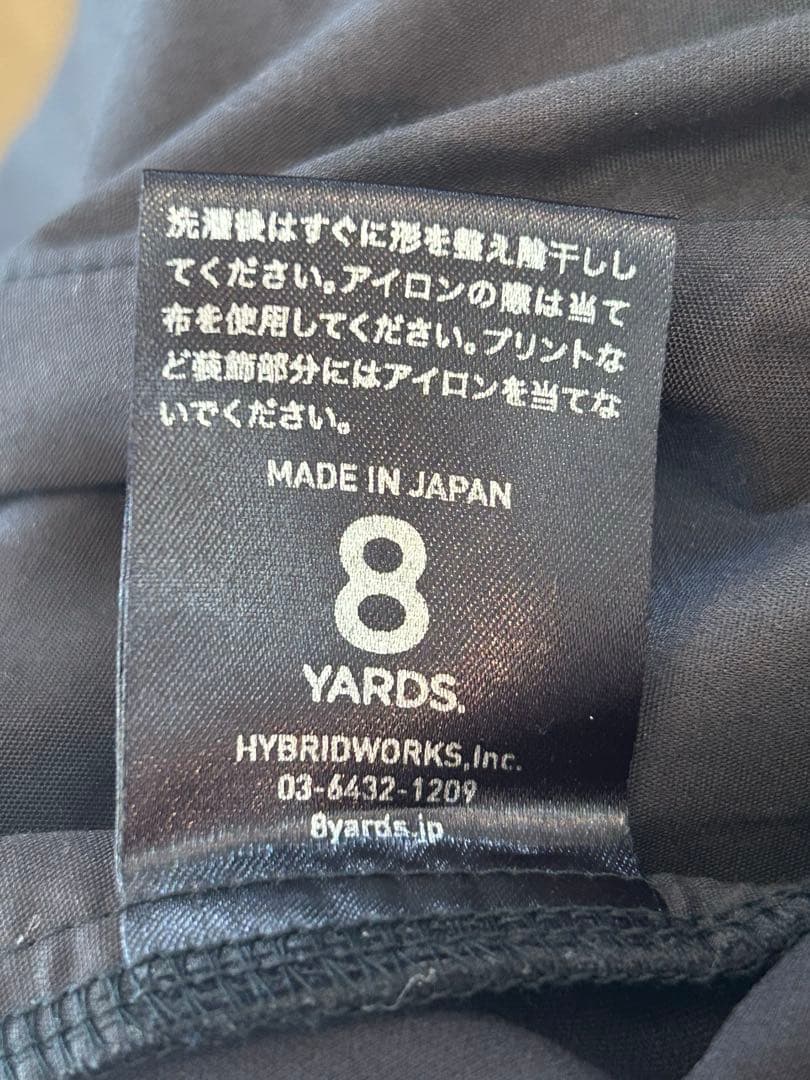 洗濯後はすぐに形を整え陰干しし
てください。アイロンの際は当て
布を使用してください。プリントな
ど装飾部分にはアイロンを当てな
いでください。
MADE IN JAPAN
8
YARDS.
HYBRIDWORKS,Inc.
03-6432-1209
8yards.jp